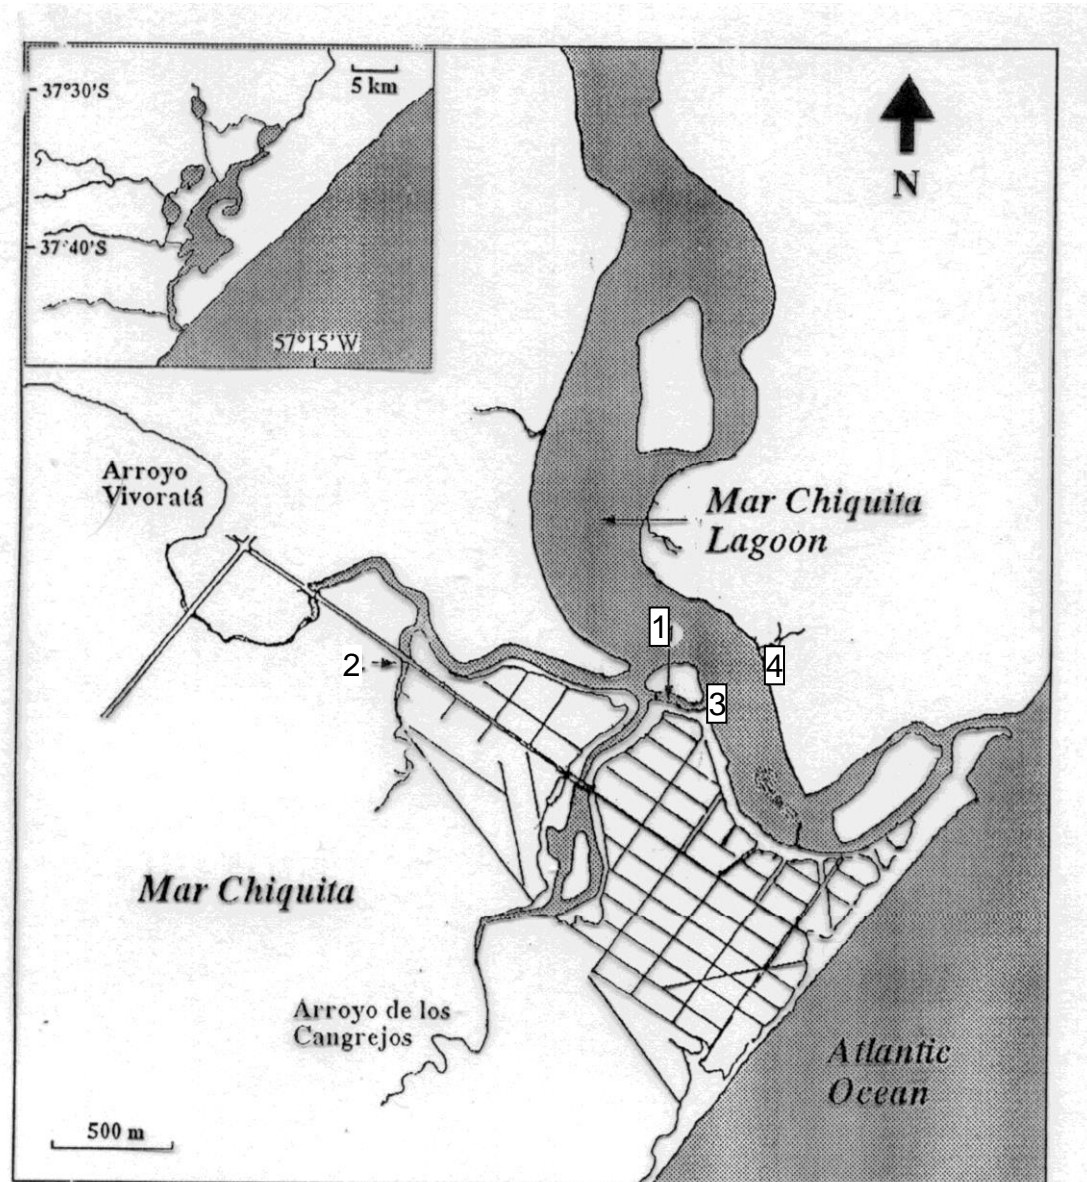 37°30'S
5 km
37°40'S
57°15'W
N
Arroyo
Vivoratá
Mar Chiquita
Lagoon
1
2
4
3
Mar Chiquita
Arroyo de los
Cangrejos
Atlantic
Ocean
500 m